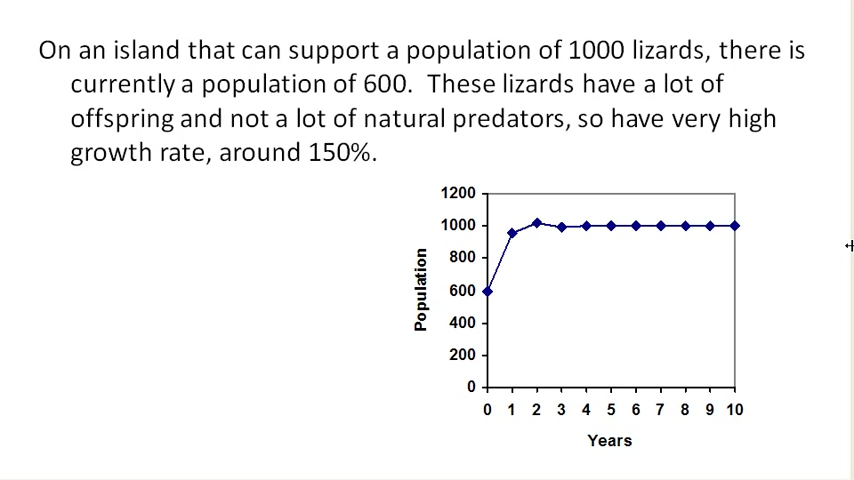 On an island that can support a population of 1000 lizards, there is
currently a population of 600. These lizards have a lot of
offspring and not a lot of natural predators, so have very high
growth rate, around 150%.
1200
1000
800
600
400
200
0
Population
0 1 2 3 4 5 6 7 8 9 10
Years